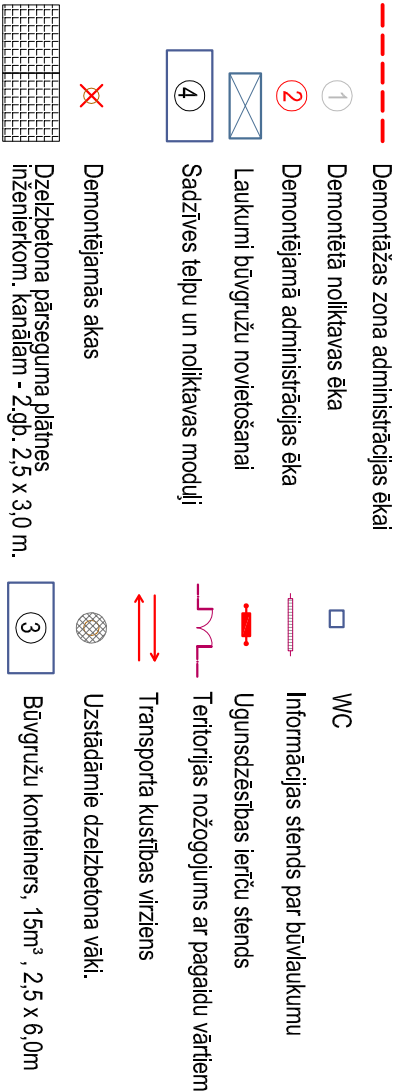 Demontāžas zona administrācijas ēkai
1
Demontētā noliktavas ēka
2
Demontējamā administrācijas ēka
Laukumi būvgružu novietošanai
4
Sadzīves telpu un noliktavas moduļi
Demontējamās akas
Dzelzbetona pārseguma plātnes
inženierkom. kanālam - 2.gb. 2,5 x 3,0 m.
WC
Informācijas stends par būvlaukumu
Ugunsdzēsības ierīču stends
Teritorijas nožogojums ar pagaidu vārtiem
Transporta kustības virziens
Uzstādāmie dzelzbetona vāki.
3
Būvgružu konteiners, 15m³ , 2,5 x 6,0m